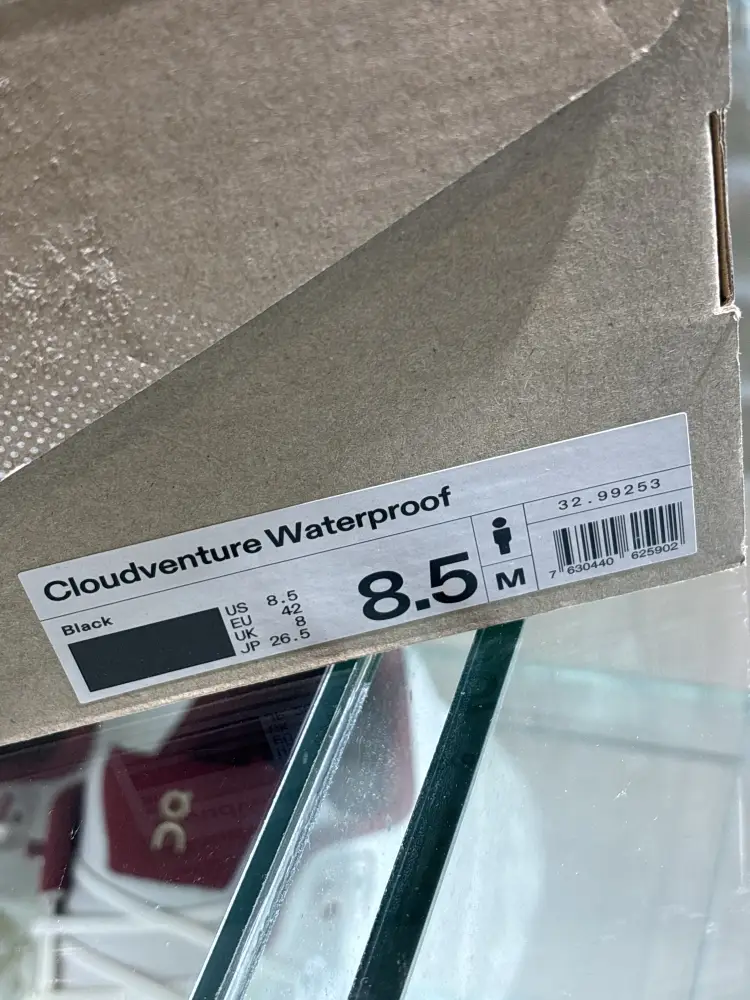 Cloudventure Waterproof
Black
US 8.5
EU 42
UK 8
JP 26.5
8.5
M
32.99253
7 630440 625902